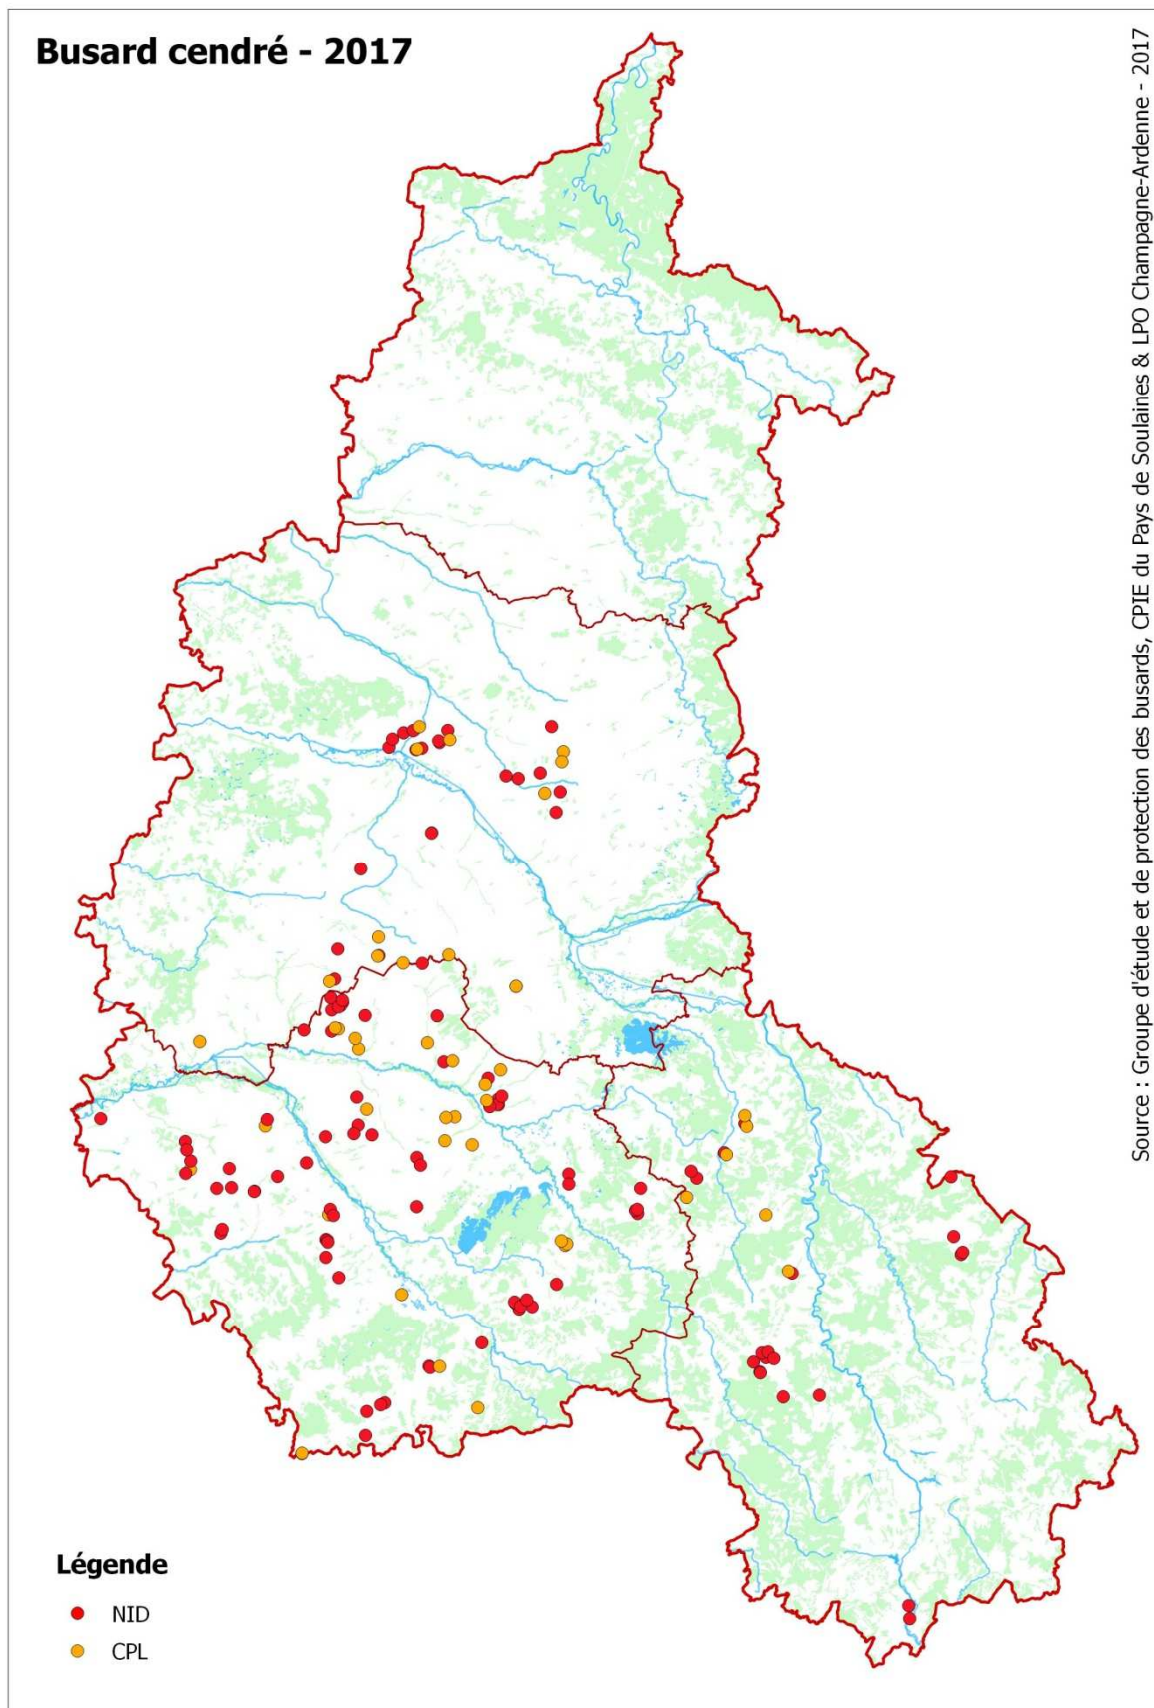 Busard cendré - 2017
Source : Groupe d'étude et de protection des busards, CPIE du Pays de Soulaines & LPO Champagne-Ardenne - 2017
Légende
NID
CPL